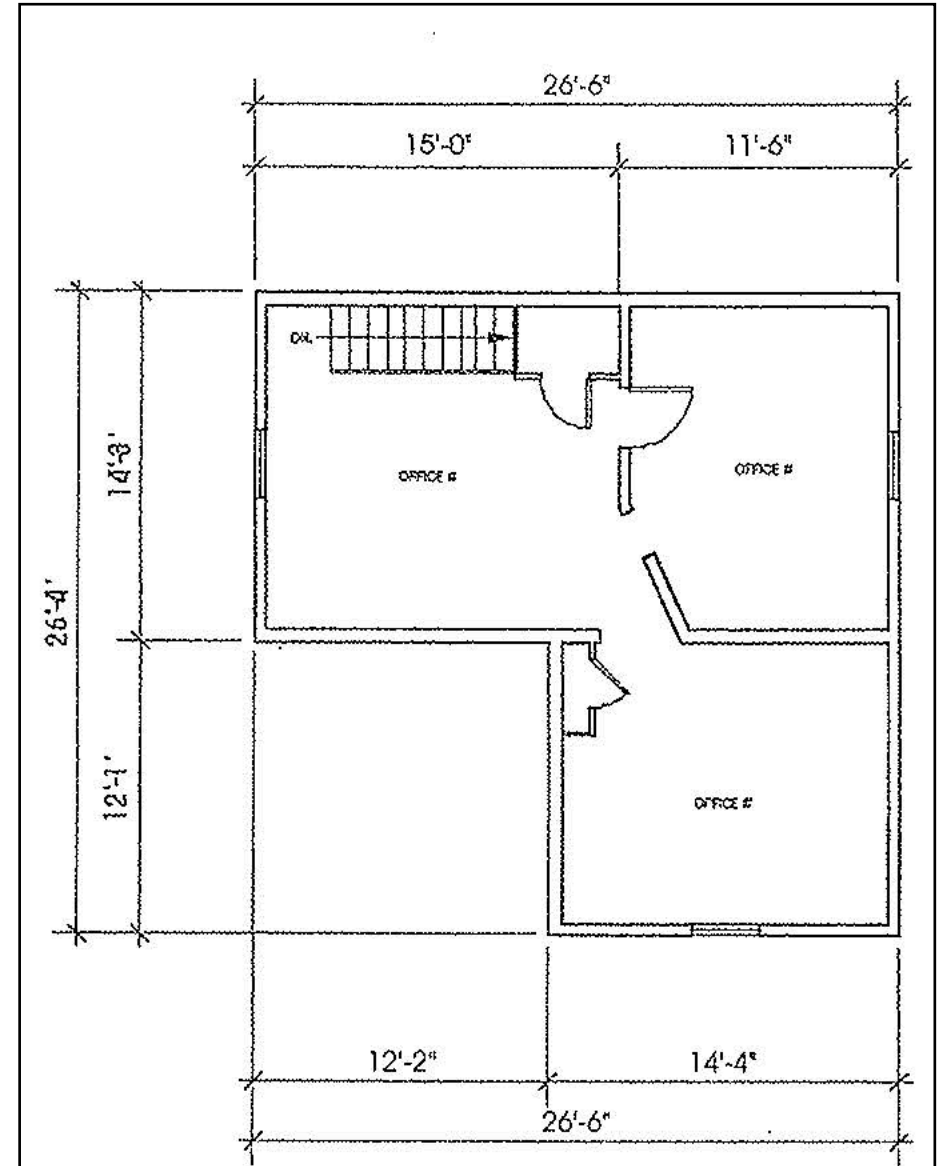 26'-6"
15'-0"
11'-6"
DN.
OFFICE #
OFFICE #
14'-3'
26'-4'
12'-1'
OFFICE #
12'-2"
14'-4"
26'-6"